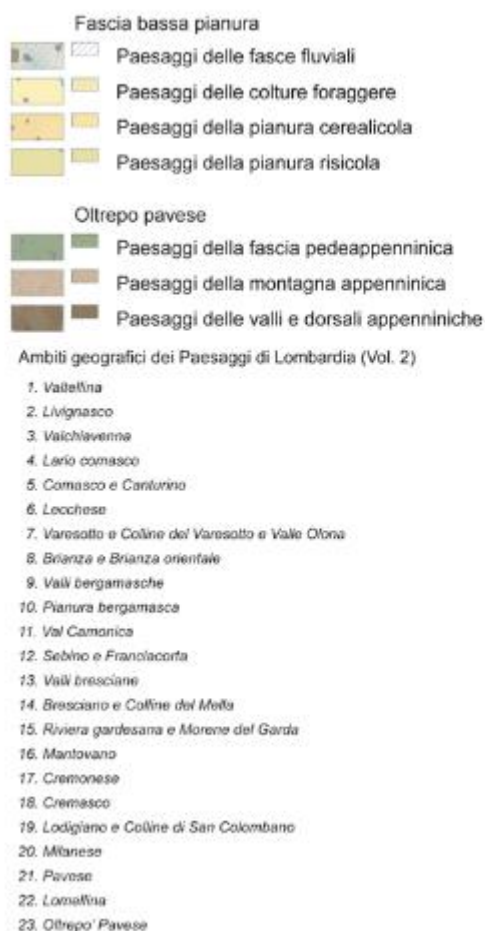 Fascia bassa pianura
Paesaggi delle fasce fluviali
Paesaggi delle colture foraggere
Paesaggi della pianura cerealicola
Paesaggi della pianura risicola
Oltrepo pavese
Paesaggi della fascia pedeappenninica
Paesaggi della montagna appenninica
Paesaggi delle valli e dorsali appenniniche
Ambiti geografici dei Paesaggi di Lombardia (Vol. 2)
1. Valtellina
2. Livignasco
3. Valchiavenna
4. Lario comasco
5. Comasco e Canturino
6. Lecchese
7. Varesotto e Colline del Varesotto e Valle Olona
8. Brianza e Brianza orientale
9. Valli bergamasche
10. Pianura bergamasca
11. Val Camonica
12. Sebino e Franciacorta
13. Valli bresciane
14. Bresciano e Colline del Mella
15. Riviera gardesana e Morene del Garda
16. Mantovano
17. Cremonese
18. Cremasco
19. Lodigiano e Colline di San Colombano
20. Milanese
21. Pavese
22. Lomellina
23. Oltrepo' Pavese